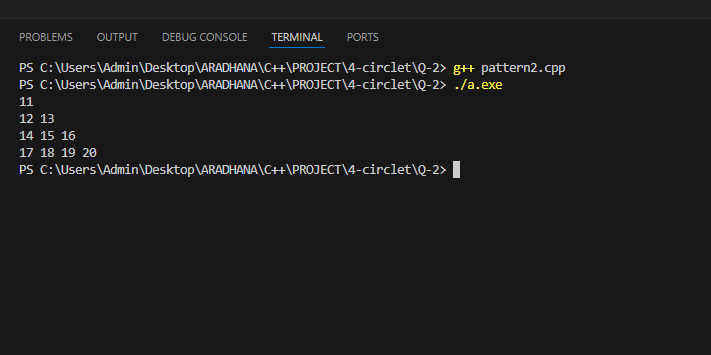 PROBLEMS OUTPUT DEBUG CONSOLE TERMINAL PORTS
PS C:\Users\Admin\Desktop\ARADHANA\C++\PROJECT\4-circlet\Q-2> g++ pattern2.cpp
PS C:\Users\Admin\Desktop\ARADHANA\C++\PROJECT\4-circlet\Q-2> ./a.exe
11
12 13
14 15 16
17 18 19 20
PS C:\Users\Admin\Desktop\ARADHANA\C++\PROJECT\4-circlet\Q-2>